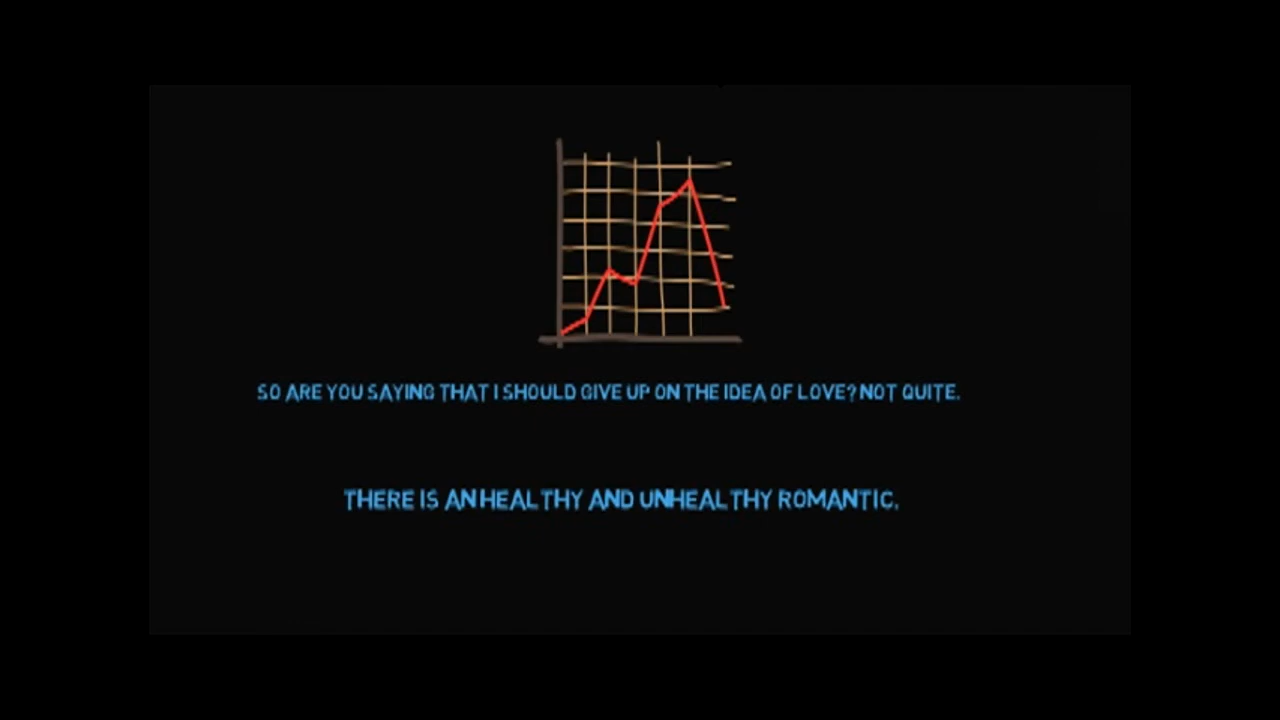 SO ARE YOU SAYING THAT I SHOULD GIVE UP ON THE IDEA OF LOVE? NOT QUITE.
THERE IS AN HEALTHY AND UNHEALTHY ROMANTIC.